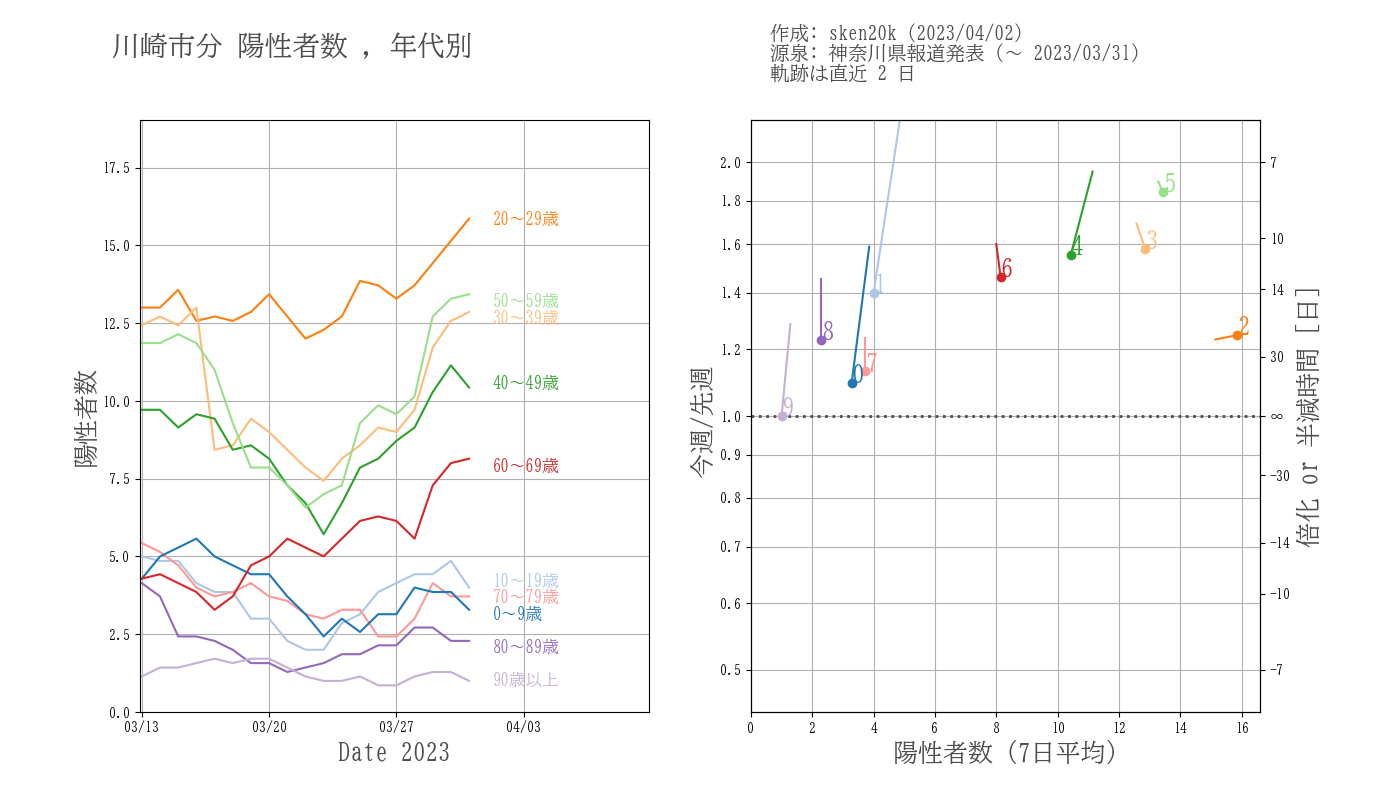 川崎市分 陽性者数 , 年代別
作成: sken20k (2023/04/02)
源泉: 神奈川県報道発表 (～ 2023/03/31)
軌跡は直近 2 日
陽性者数
17.5
15.0
12.5
10.0
7.5
5.0
2.5
0.0
03/13
03/20
03/27
04/03
Date 2023
20～29歳
50～59歳
30～39歳
40～49歳
60～69歳
10～19歳
70～79歳
0～9歳
80～89歳
90歳以上
今週/先週
2.0
1.8
1.6
1.4
1.2
1.0
0.9
0.8
0.7
0.6
0.5
0
2
4
6
8
10
12
14
16
陽性者数 (7日平均)
5
3
4
6
1
2
8
7
0
9
7
10
14
30
∞
−30
−14
−10
−7
倍化 or 半減時間 [日]